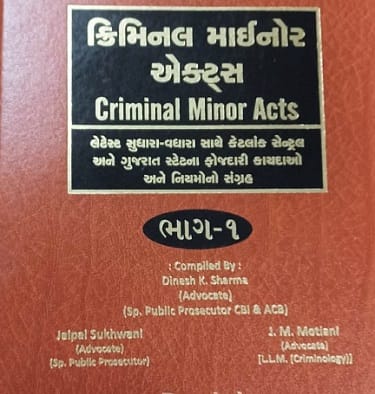 ક્રિમિનલ માઈનોર
એક્ટ્સ
Criminal Minor Acts
લેટેસ્ટ સુધારા-વધારા સાથે કેટલાંક સેન્ટ્રલ
અને ગુજરાત સ્ટેટના ફોજદારી કાયદાઓ
અને નિયમોનો સંગ્રહ
ભાગ-૧
: Compiled By :
Dinesh K. Sharma
(Advocate)
(Sp. Public Prosecutor CBI & ACB)
Jaipal Sukhwani
(Advocate)
(Sp. Public Prosecutor)
J. M. Motiani
(Advocate)
[L.L.M. (Criminology)]